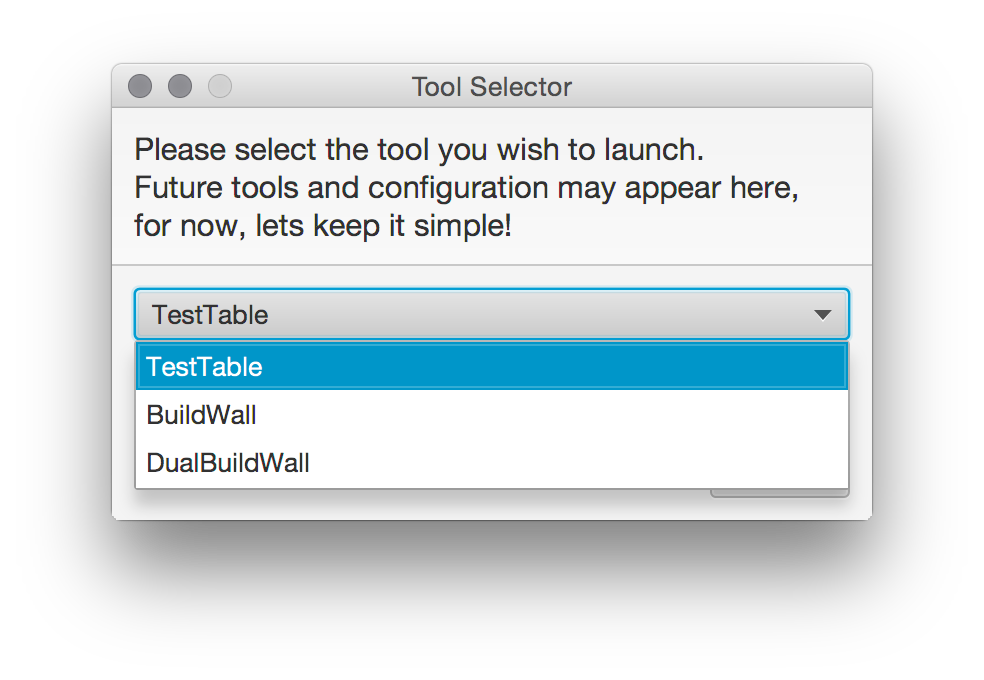 Tool Selector
Please select the tool you wish to launch.
Future tools and configuration may appear here,
for now, lets keep it simple!
TestTable
TestTable
BuildWall
DualBuildWall